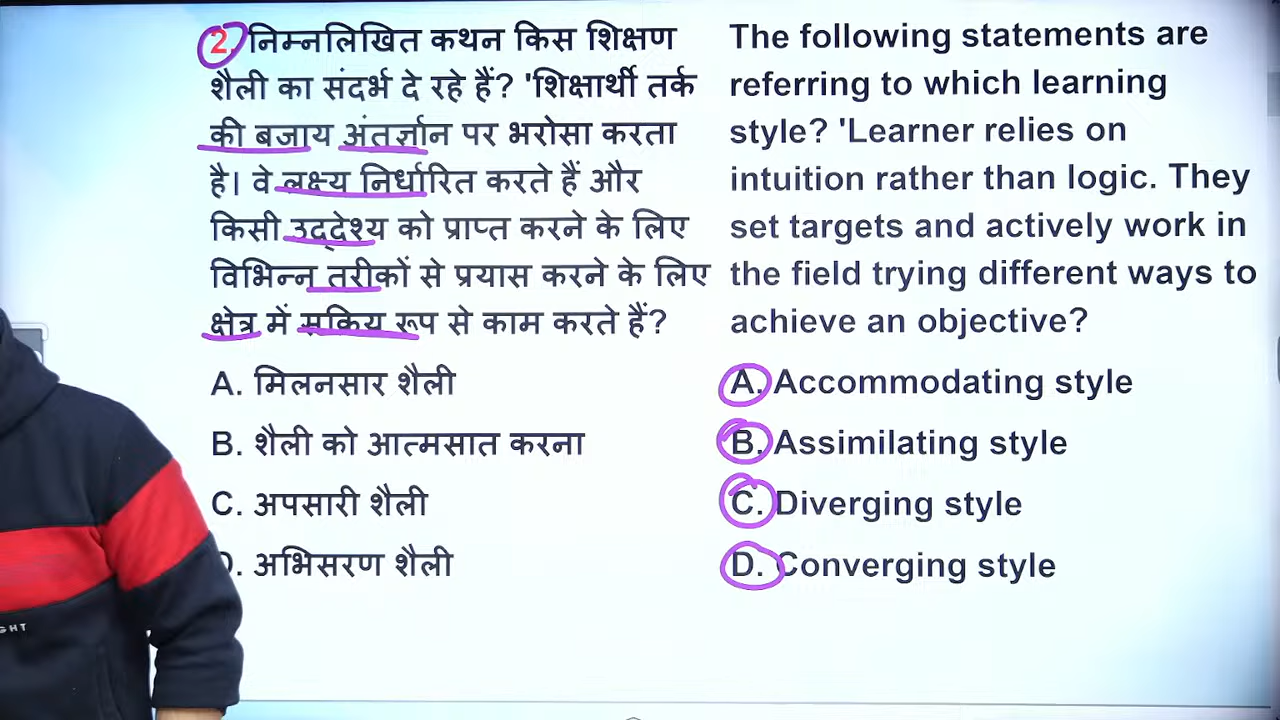 2. निम्नलिखित कथन किस शिक्षण
शैली का संदर्भ दे रहे हैं? 'शिक्षार्थी तर्क
की बजाय अंतर्ज्ञान पर भरोसा करता
है। वे लक्ष्य निर्धारित करते हैं और
किसी उद्देश्य को प्राप्त करने के लिए
विभिन्न तरीकों से प्रयास करने के लिए
क्षेत्र में सक्रिय रूप से काम करते हैं?
A. मिलनसार शैली
B. शैली को आत्मसात करना
C. अपसारी शैली
D. अभिसरण शैली
The following statements are
referring to which learning
style? 'Learner relies on
intuition rather than logic. They
set targets and actively work in
the field trying different ways to
achieve an objective?
A. Accommodating style
B. Assimilating style
C. Diverging style
D. Converging style